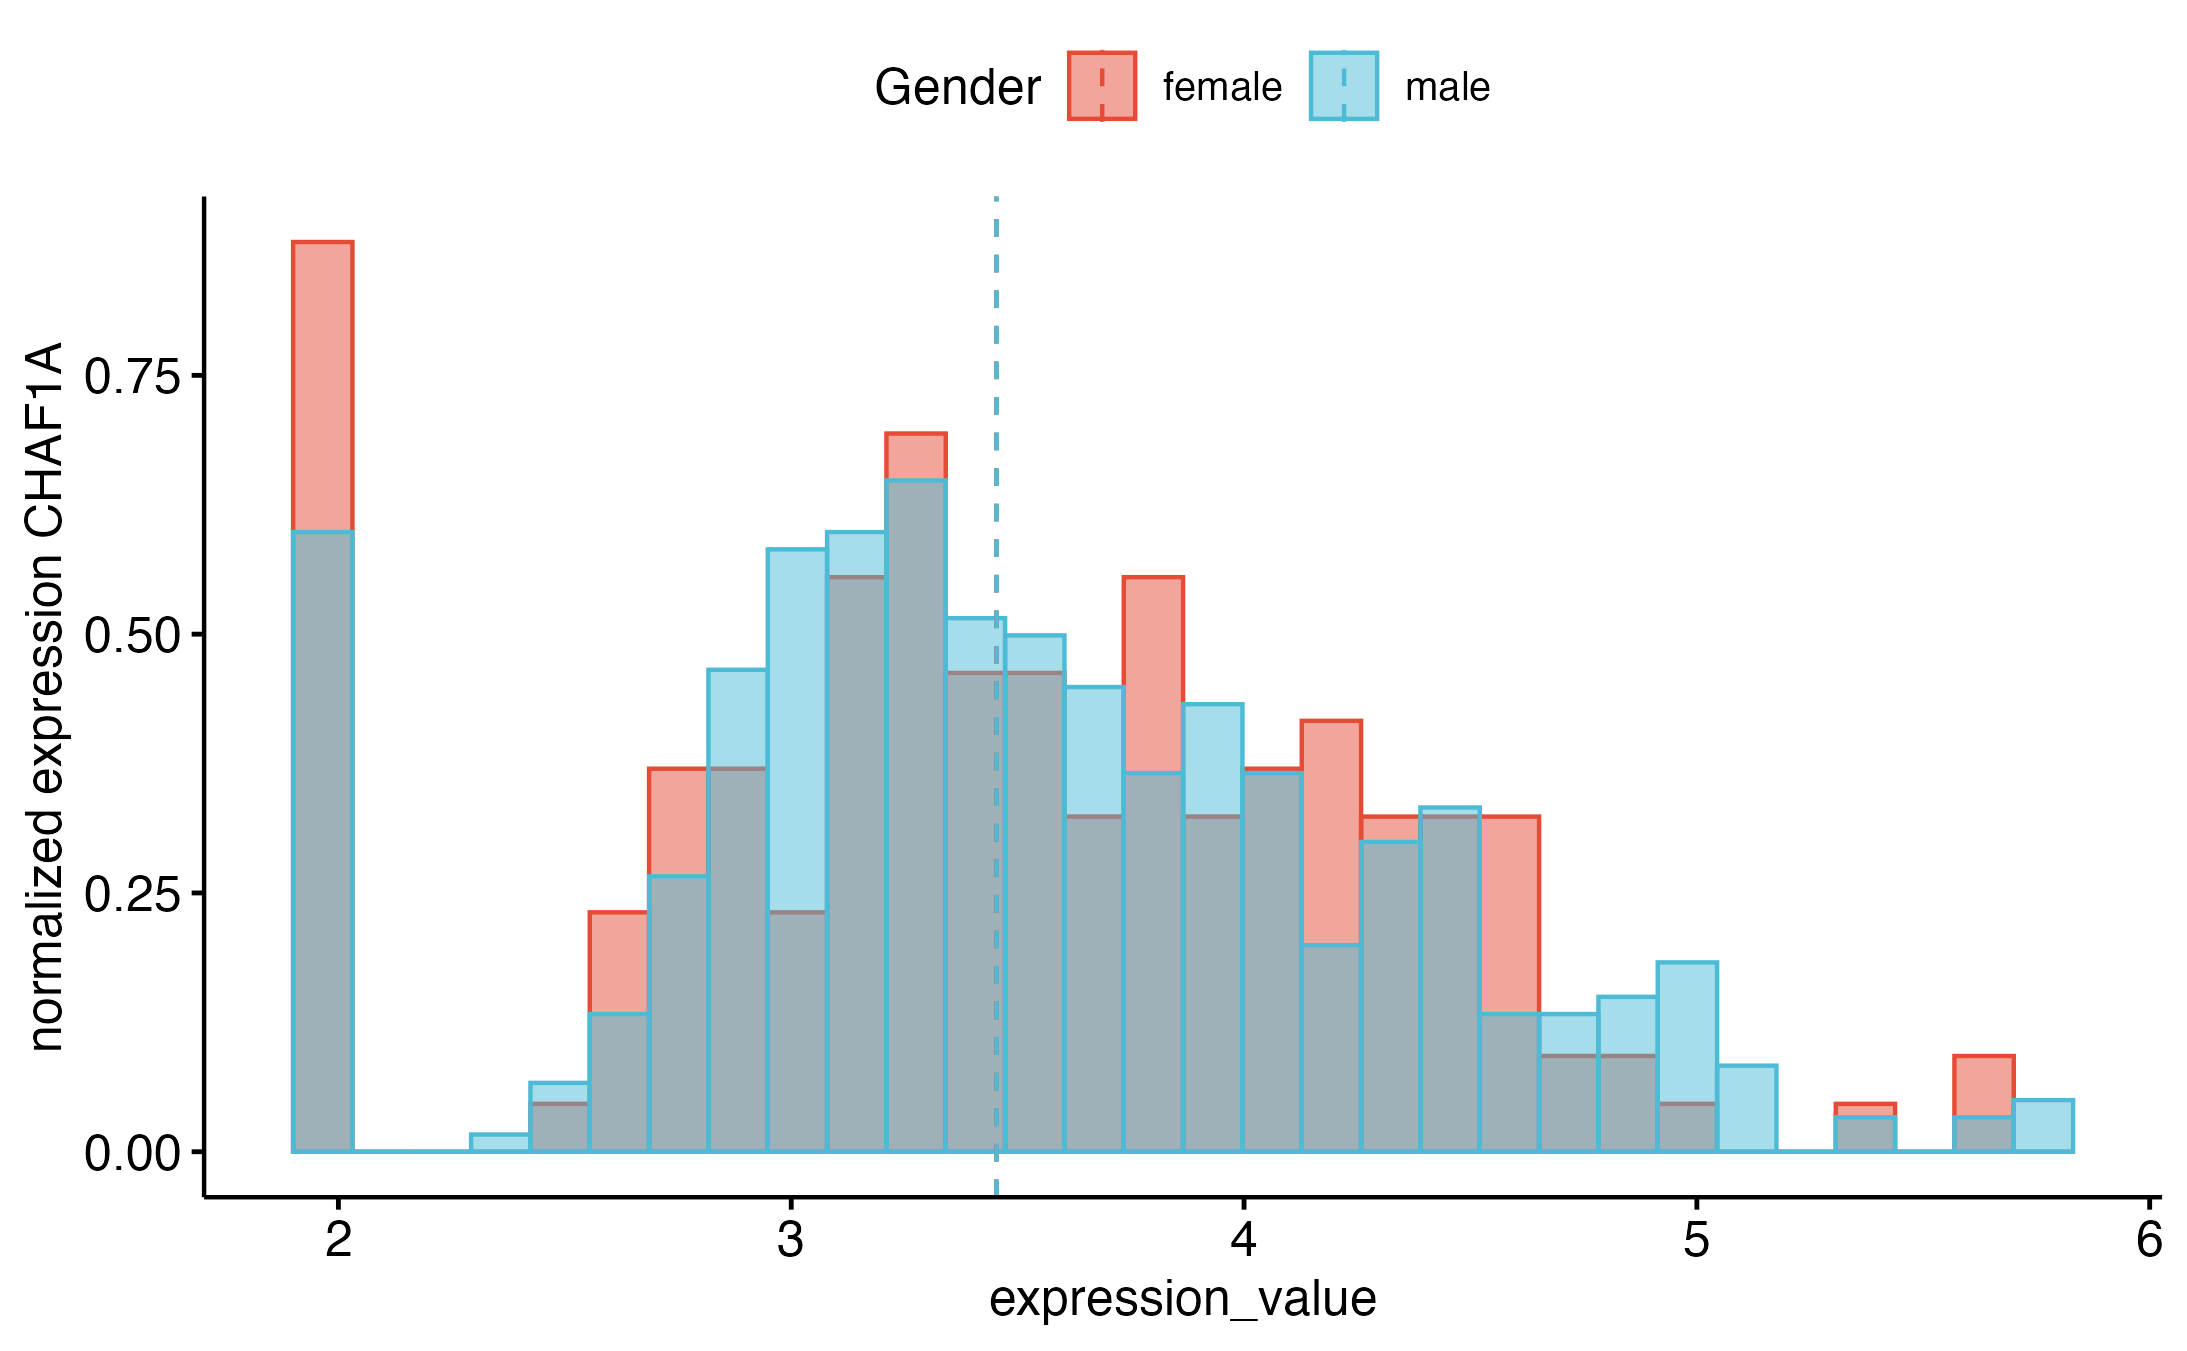 Gender female male
normalized expression CHAF1A
0.75
0.50
0.25
0.00
2 3 4 5 6
expression_value